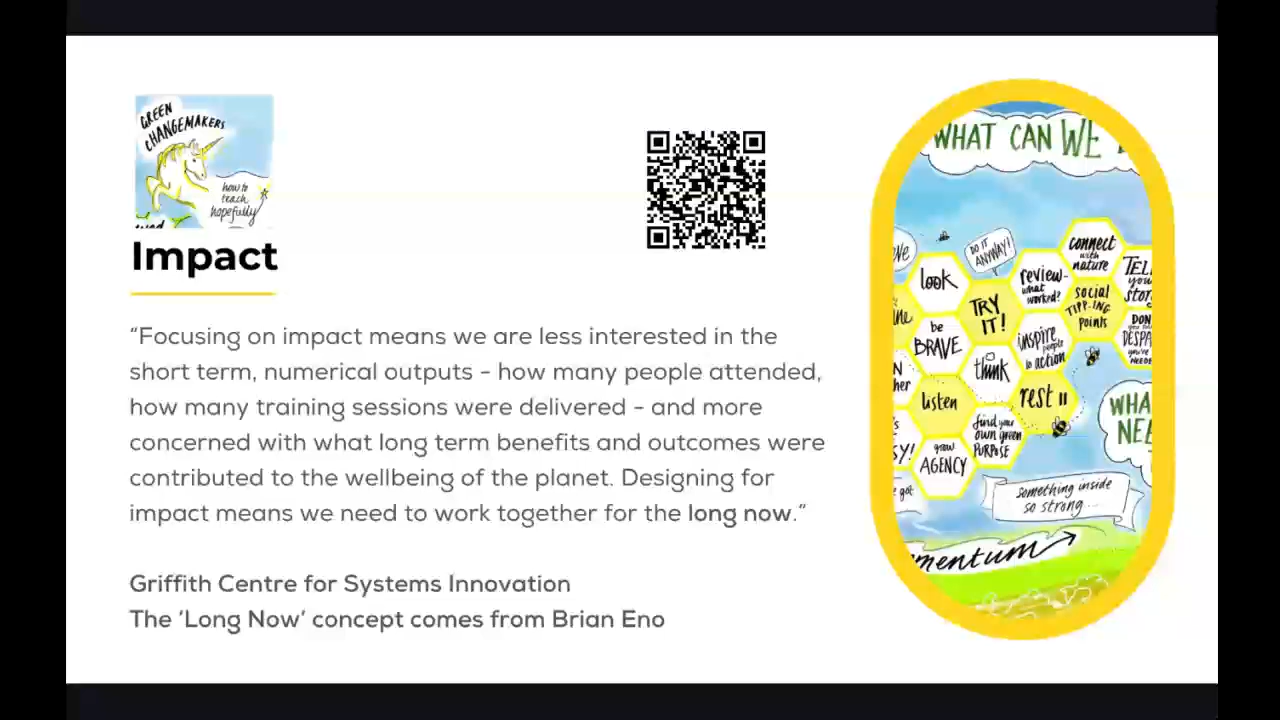 GREEN
CHANGEMAKERS
how to
teach
hopefully
Impact
“Focusing on impact means we are less interested in the
short term, numerical outputs - how many people attended,
how many training sessions were delivered - and more
concerned with what long term benefits and outcomes were
contributed to the wellbeing of the planet. Designing for
impact means we need to work together for the long now.”
Griffith Centre for Systems Innovation
The ‘Long Now’ concept comes from Brian Eno
WHAT CAN WE
DO IT
ANYWAY!
look
TRY
IT!
review-
what
worked?
connect
with
nature
social
TIPP-ING
points
TELL
be
BRAVE
think
inspire
people
to action
listen
rest
find your
own green
PURPOSE
grow
AGENCY
something inside
so strong...